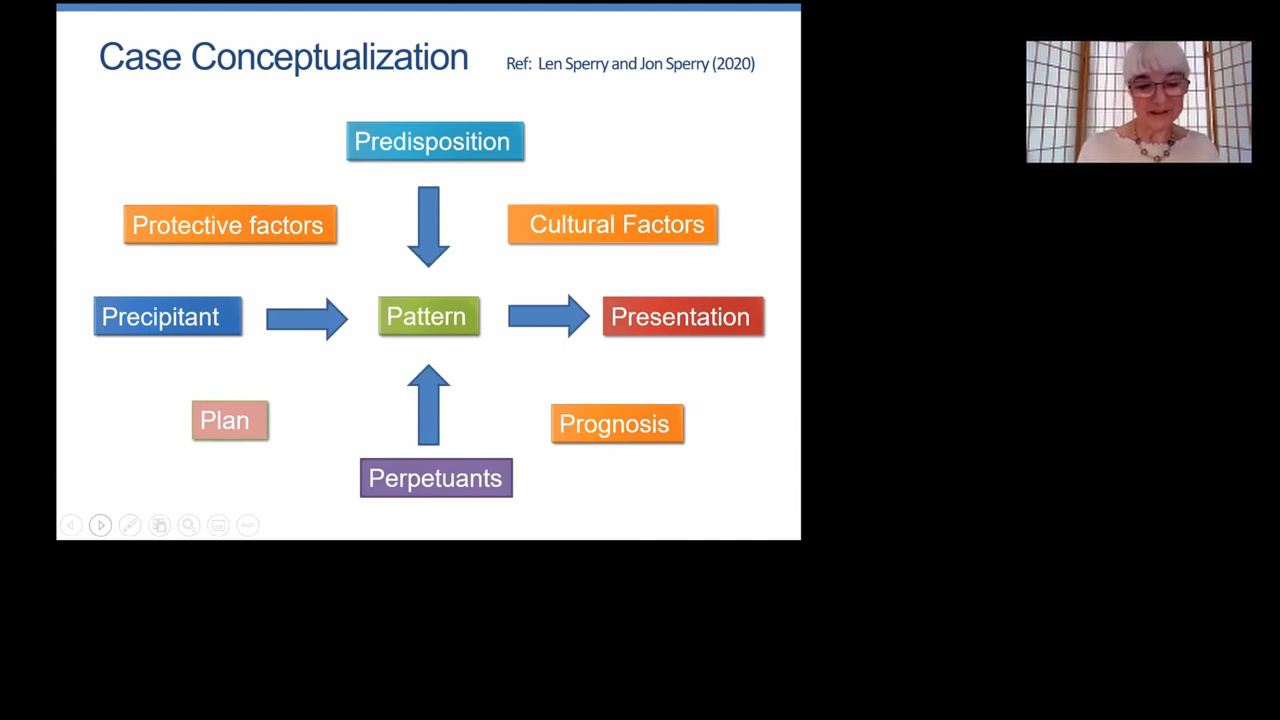 Case Conceptualization
Ref: Len Sperry and Jon Sperry (2020)
Predisposition
Protective factors
Cultural Factors
Precipitant
Pattern
Presentation
Plan
Prognosis
Perpetuants